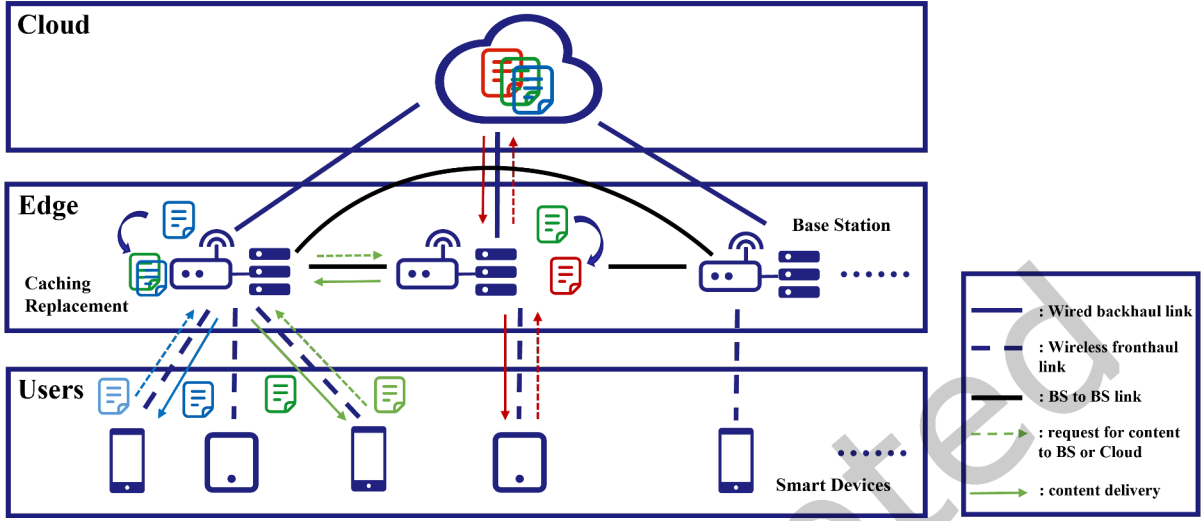 Cloud
Edge
Base Station
Caching
Replacement
Users
Smart Devices
: Wired backhaul link
: Wireless fronthaul
link
: BS to BS link
: request for content
to BS or Cloud
: content delivery